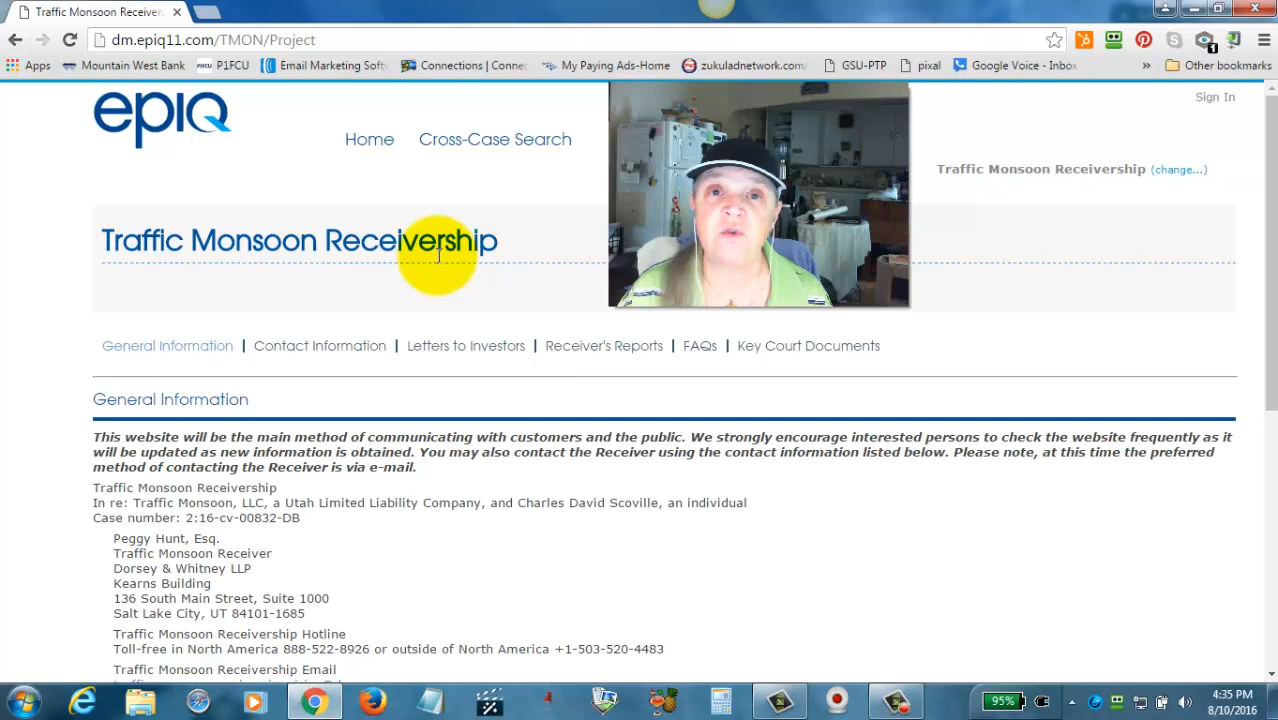 Traffic Monsoon Receiver:
dm.epiq11.com/TMON/Project
Apps Mountain West Bank P1FCU Email Marketing Soft Connections | Connec My Paying Ads-Home zukuladnetwork.com/ GSU-PTP pixal Google Voice - Inbox » Other bookmarks
epiq
Sign In
Home Cross-Case Search
Traffic Monsoon Receivership (change...)
Traffic Monsoon Receivership
General Information | Contact Information | Letters to Investors | Receiver's Reports | FAQs | Key Court Documents
General Information
This website will be the main method of communicating with customers and the public. We strongly encourage interested persons to check the website frequently as it
will be updated as new information is obtained. You may also contact the Receiver using the contact information listed below. Please note, at this time the preferred
method of contacting the Receiver is via e-mail.
Traffic Monsoon Receivership
In re: Traffic Monsoon, LLC, a Utah Limited Liability Company, and Charles David Scoville, an individual
Case number: 2:16-cv-00832-DB
Peggy Hunt, Esq.
Traffic Monsoon Receiver
Dorsey & Whitney LLP
Kearns Building
136 South Main Street, Suite 1000
Salt Lake City, UT 84101-1685
Traffic Monsoon Receivership Hotline
Toll-free in North America 888-522-8926 or outside of North America +1-503-520-4483
Traffic Monsoon Receivership Email
95%
4:35 PM
8/10/2016